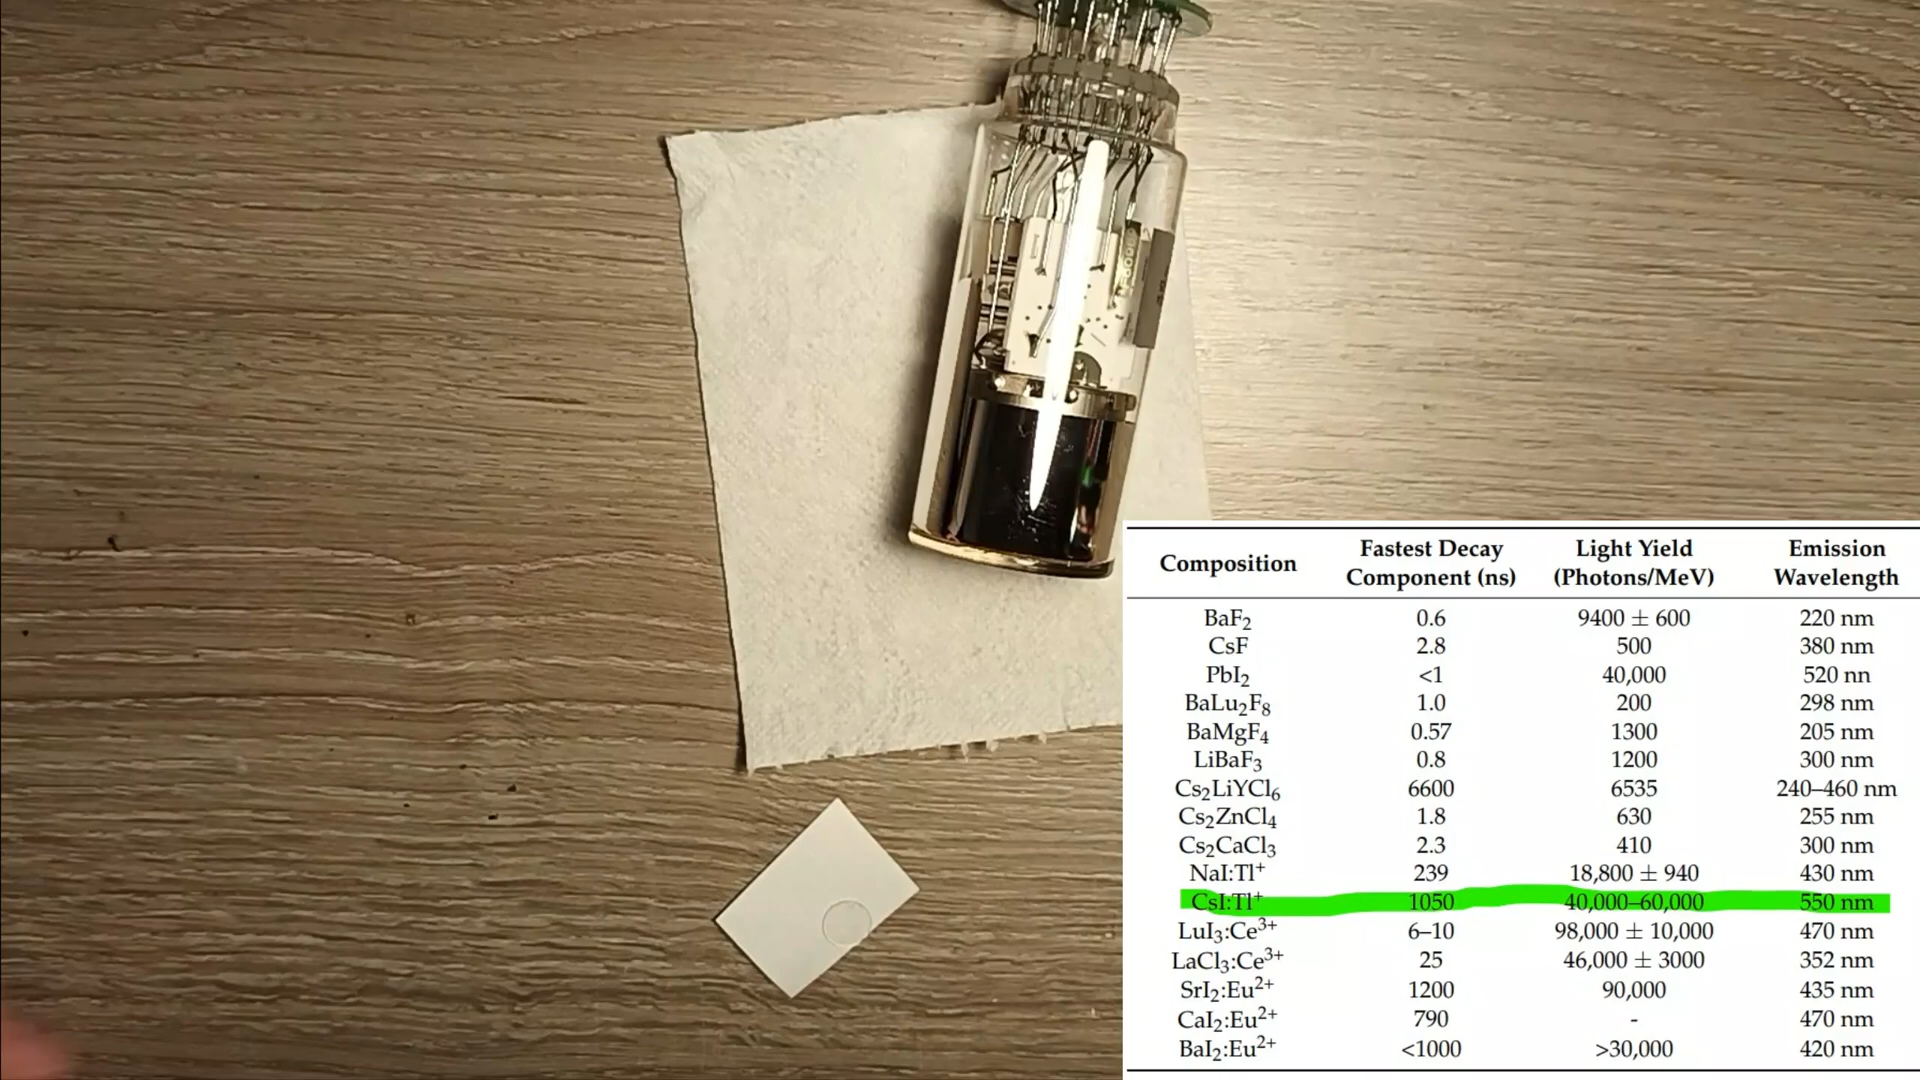 Composition Fastest Decay Component (ns) Light Yield (Photons/MeV) Emission Wavelength
BaF₂ 0.6 9400 ± 600 220 nm
CsF 2.8 500 380 nm
PbI₂ <1 40,000 520 nn
BaLu₂F₈ 1.0 200 298 nm
BaMgF₄ 0.57 1300 205 nm
LiBaF₃ 0.8 1200 300 nm
Cs₂LiYCl₆ 6600 6535 240–460 nm
Cs₂ZnCl₄ 1.8 630 255 nm
Cs₂CaCl₃ 2.3 410 300 nm
NaI:Tl⁺ 239 18,800 ± 940 430 nm
CsI:Tl⁺ 1050 40,000–60,000 550 nm
LuI₃:Ce³⁺ 6–10 98,000 ± 10,000 470 nm
LaCl₃:Ce³⁺ 25 46,000 ± 3000 352 nm
SrI₂:Eu²⁺ 1200 90,000 435 nm
CaI₂:Eu²⁺ 790 - 470 nm
BaI₂:Eu²⁺ <1000 >30,000 420 nm